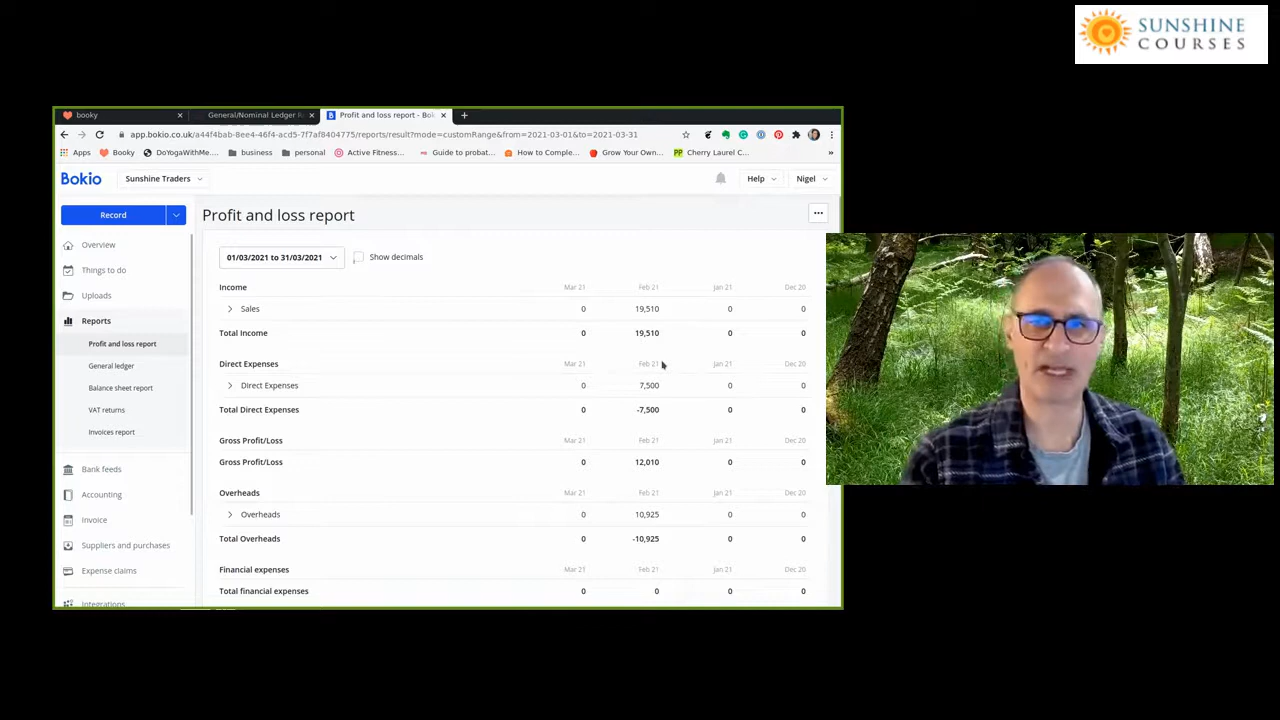 SUNSHINE
COURSES
booky
General/Nominal Ledger R
Profit and loss report - Bok
app.bokio.co.uk/a44f4bab-8ee4-46f4-acd5-7f7af8404775/reports/result?mode=customRange&from=2021-03-01&to=2021-03-31
Apps Booky DoYogaWithMe.... business personal Active Fitness... Guide to probat... How to Comple... Grow Your Own... Cherry Laurel C... »
Bokio Sunshine Traders Help Nigel
Record
Overview
Things to do
Uploads
Reports
Profit and loss report
General ledger
Balance sheet report
VAT returns
Invoices report
Bank feeds
Accounting
Invoice
Suppliers and purchases
Expense claims
Integrations
Profit and loss report
01/03/2021 to 31/03/2021 Show decimals
Income Mar 21 Feb 21 Jan 21 Dec 20
Sales 0 19,510 0 0
Total Income 0 19,510 0 0
Direct Expenses Mar 21 Feb 21 Jan 21 Dec 20
Direct Expenses 0 7,500 0 0
Total Direct Expenses 0 -7,500 0 0
Gross Profit/Loss Mar 21 Feb 21 Jan 21 Dec 20
Gross Profit/Loss 0 12,010 0 0
Overheads Mar 21 Feb 21 Jan 21 Dec 20
Overheads 0 10,925 0 0
Total Overheads 0 -10,925 0 0
Financial expenses Mar 21 Feb 21 Jan 21 Dec 20
Total financial expenses 0 0 0 0